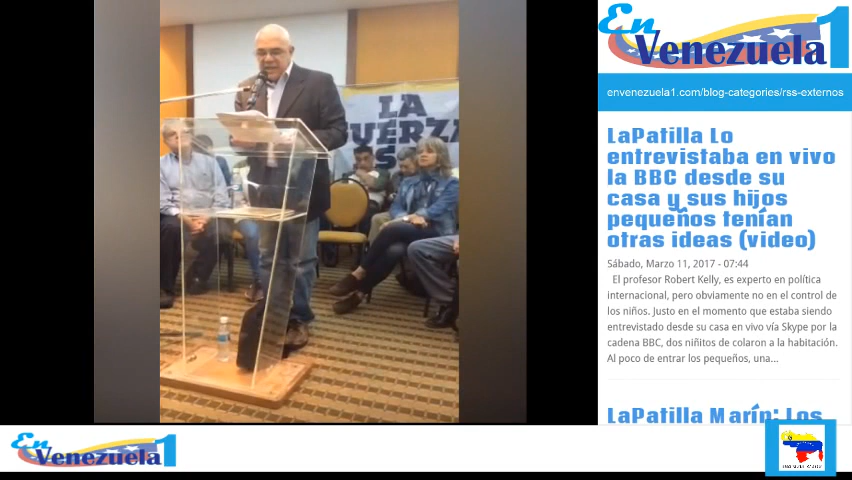 LA
FUERZA
En
Venezuela 1
envenezuela1.com/blog-categories/rss-externos
LaPatilla Lo
entrevistaba en vivo
la BBC desde su
casa y sus hijos
pequeños tenían
otras ideas (video)
Sábado, Marzo 11, 2017 - 07:44
El profesor Robert Kelly, es experto en política
internacional, pero obviamente no en el control de
los niños. Justo en el momento que estaba siendo
entrevistado desde su casa en vivo vía Skype por la
cadena BBC, dos niñitos de colaron a la habitación.
Al poco de entrar los pequeños, una...
LaPatilla Marín: Los
En
Venezuela 1